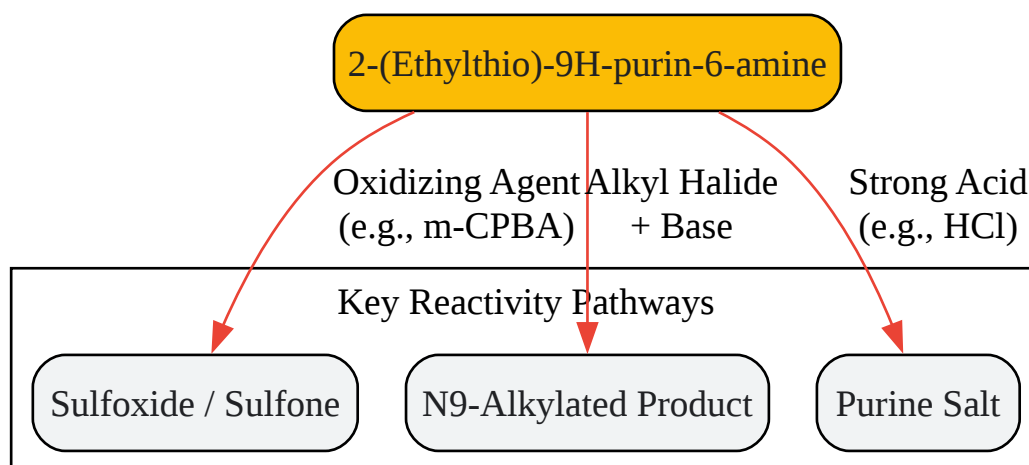 2-(Ethylthio)-9H-purin-6-amine
Oxidizing Agent
(e.g., m-CPBA)
Alkyl Halide
+ Base
Strong Acid
(e.g., HCl)
Key Reactivity Pathways
Sulfoxide / Sulfone
N9-Alkylated Product
Purine Salt